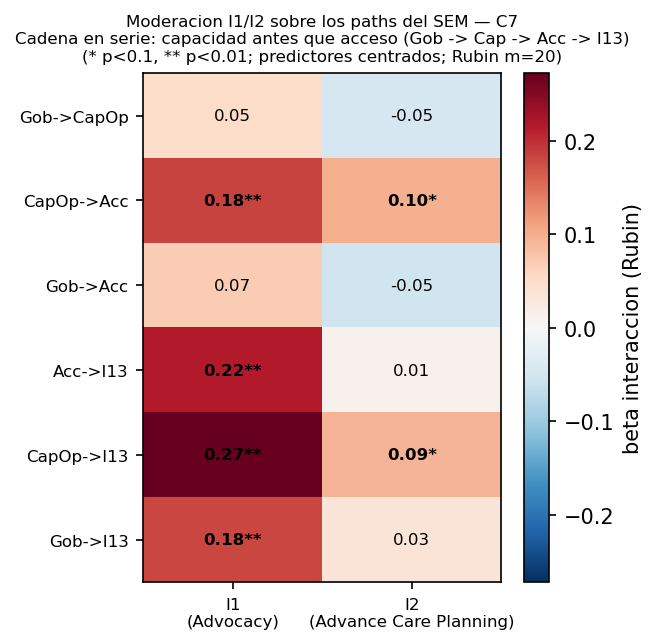 Moderacion I1/I2 sobre los paths del SEM — C7
Cadena en serie: capacidad antes que acceso (Gob -> Cap -> Acc -> I13)
(* p<0.1, ** p<0.01; predictores centrados; Rubin m=20)
Gob->CapOp 0.05 -0.05
CapOp->Acc 0.18** 0.10*
Gob->Acc 0.07 -0.05
Acc->I13 0.22** 0.01
CapOp->I13 0.27** 0.09*
Gob->I13 0.18** 0.03
I1 I2
(Advocacy) (Advance Care Planning)
0.2
0.1
0.0
−0.1
−0.2
beta interaccion (Rubin)